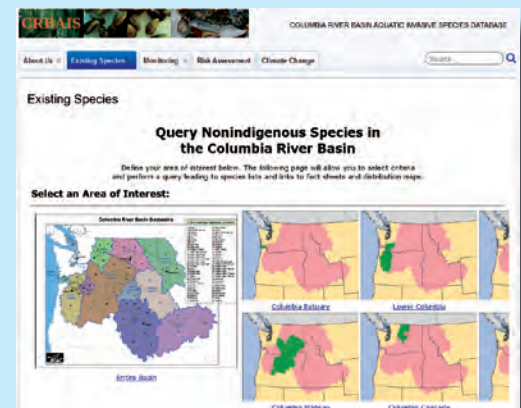 CRBAIS
COLUMBIA RIVER BASIN AQUATIC INVASIVE SPECIES DATABASE
About Us
Existing Species
Monitoring
Risk Assessment
Climate Change
Search
Existing Species
Query Nonindigenous Species in
the Columbia River Basin
Define your area of interest below. The following page will allow you to select criteria
and perform a query leading to species lists and links to fact sheets and distribution maps.
Select an Area of Interest:
Columbia River Basin
Entire Basin
Columbia Estuary
Lower Columbia
Columbia Plateau
Columbia Cascade